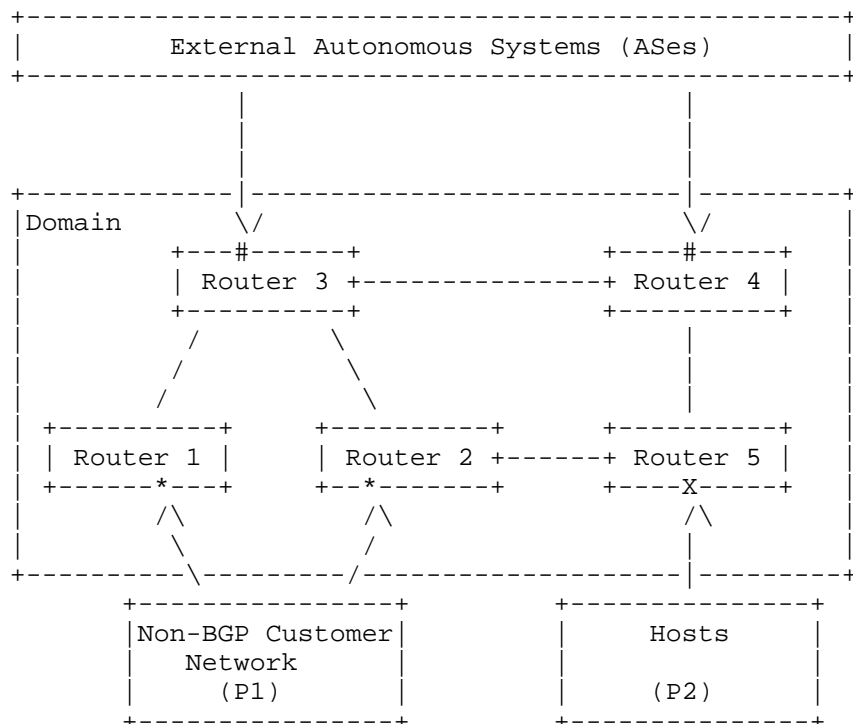 External Autonomous Systems (ASes)
Domain
#
#
Router 3
Router 4
Router 1
Router 2
Router 5
*
*
X
Non-BGP Customer
Hosts
Network
(P1)
(P2)